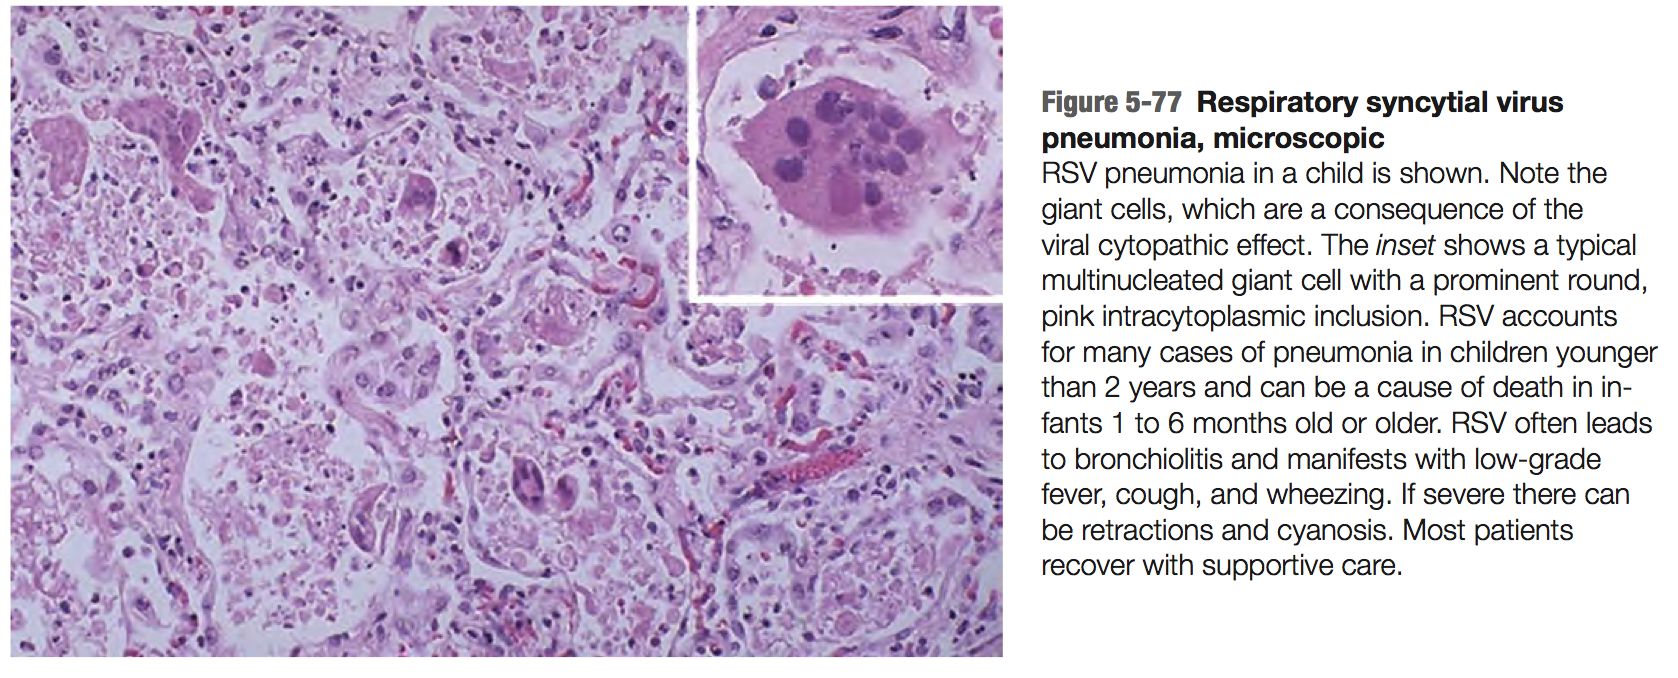 Figure 5-77 Respiratory syncytial virus
pneumonia, microscopic
RSV pneumonia in a child is shown. Note the
giant cells, which are a consequence of the
viral cytopathic effect. The inset shows a typical
multinucleated giant cell with a prominent round,
pink intracytoplasmic inclusion. RSV accounts
for many cases of pneumonia in children younger
than 2 years and can be a cause of death in in-
fants 1 to 6 months old or older. RSV often leads
to bronchiolitis and manifests with low-grade
fever, cough, and wheezing. If severe there can
be retractions and cyanosis. Most patients
recover with supportive care.